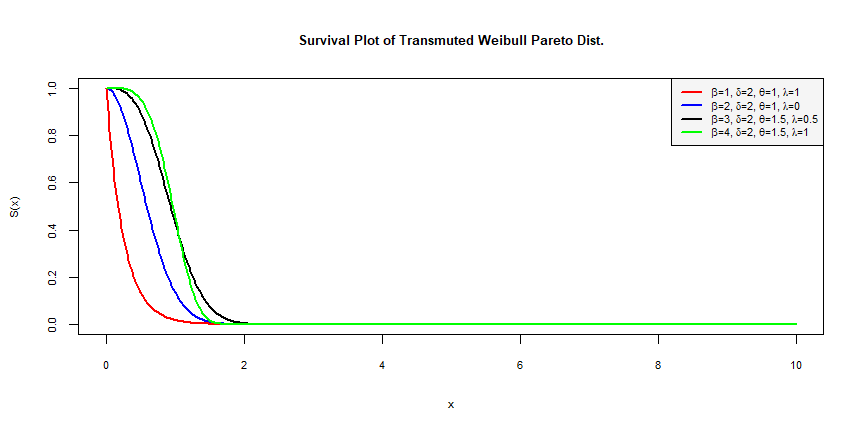 Survival Plot of Transmuted Weibull Pareto Dist.
β=1, δ=2, θ=1, λ=1
β=2, δ=2, θ=1, λ=0
β=3, δ=2, θ=1.5, λ=0.5
β=4, δ=2, θ=1.5, λ=1
S(x)
1.0
0.8
0.6
0.4
0.2
0.0
0 2 4 6 8 10
x